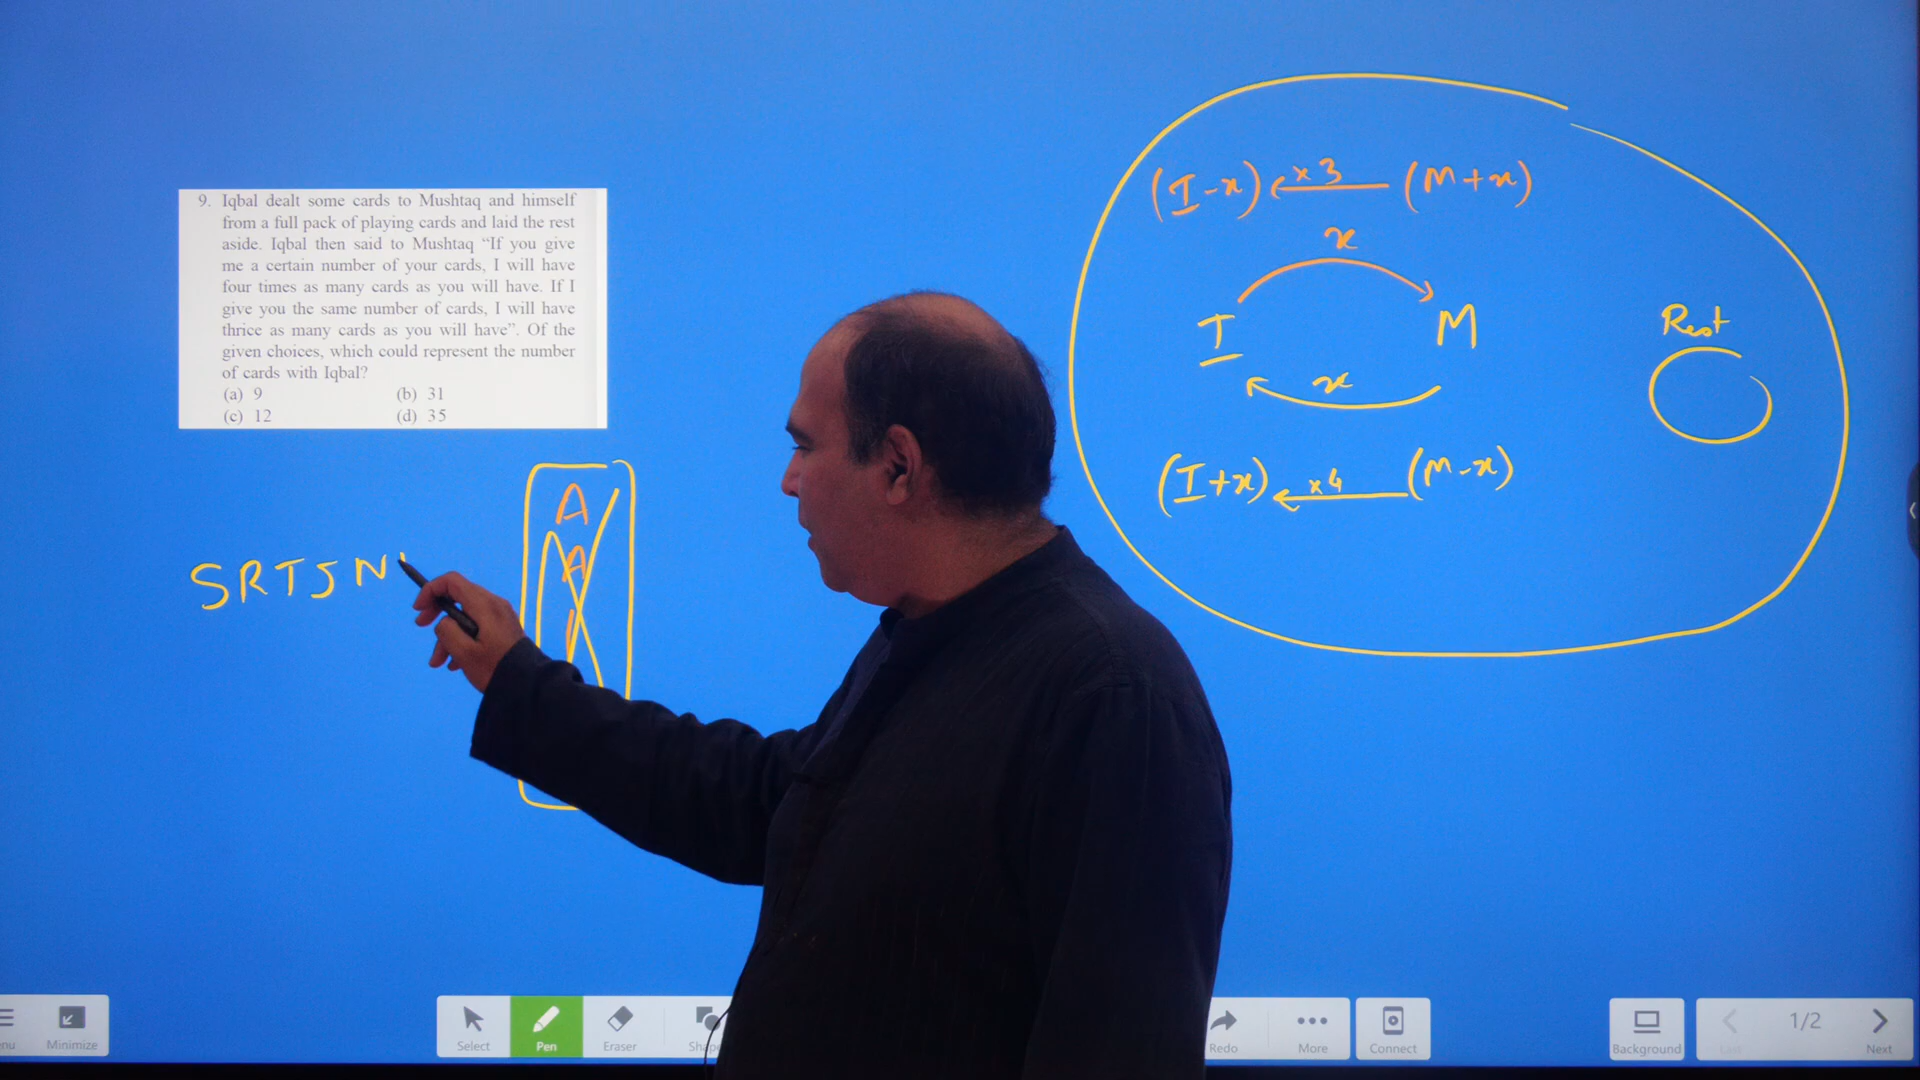 9. Iqbal dealt some cards to Mushtaq and himself
from a full pack of playing cards and laid the rest
aside. Iqbal then said to Mushtaq “If you give
me a certain number of your cards, I will have
four times as many cards as you will have. If I
give you the same number of cards, I will have
thrice as many cards as you will have”. Of the
given choices, which could represent the number
of cards with Iqbal?
(a) 9 (b) 31
(c) 12 (d) 35
(I-x) ×3 (M+x)
x
I M
x
Rest
(I+x) ×4 (M-x)
A
A
SRTJN
Minimize
Select
Pen
Eraser
Redo
More
Connect
Background
1/2
Next